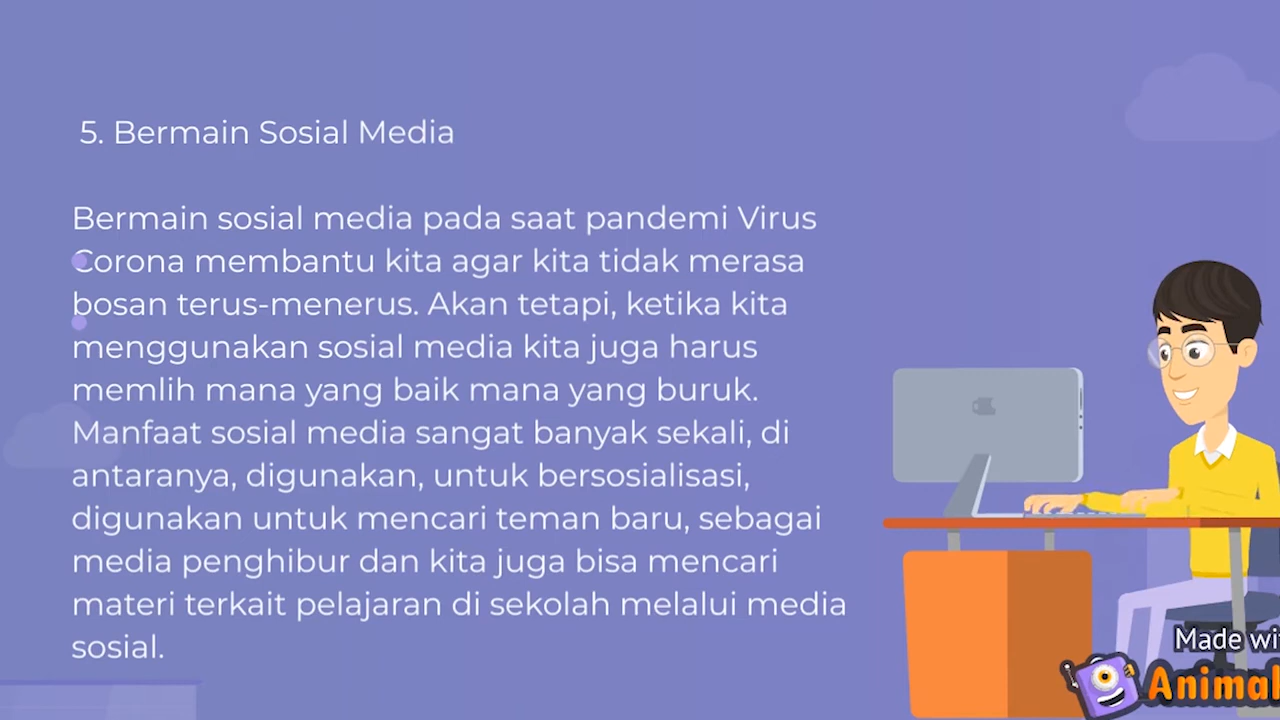 5. Bermain Sosial Media
Bermain sosial media pada saat pandemi Virus
Corona membantu kita agar kita tidak merasa
bosan terus-menerus. Akan tetapi, ketika kita
menggunakan sosial media kita juga harus
memlih mana yang baik mana yang buruk.
Manfaat sosial media sangat banyak sekali, di
antaranya, digunakan, untuk bersosialisasi,
digunakan untuk mencari teman baru, sebagai
media penghibur dan kita juga bisa mencari
materi terkait pelajaran di sekolah melalui media
sosial.
Made